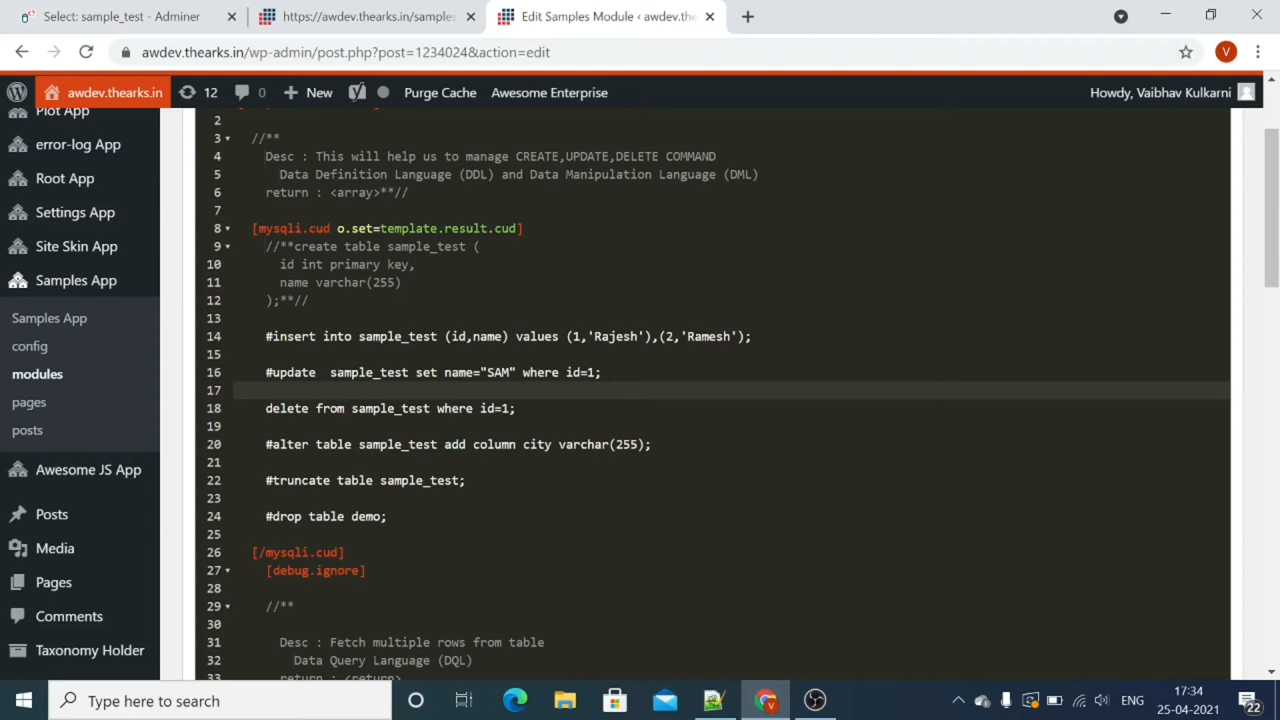 Select: sample_test - Adminer
https://awdev.thearks.in/samples
Edit Samples Module ‹ awdev.the
awdev.thearks.in/wp-admin/post.php?post=1234024&action=edit
V
awdev.thearks.in
12
0
New
Purge Cache
Awesome Enterprise
Howdy, Vaibhav Kulkarni
Plot App
error-log App
Root App
Settings App
Site Skin App
Samples App
Samples App
config
modules
pages
posts
Awesome JS App
Posts
Media
Pages
Comments
Taxonomy Holder
2
3 //**
4 Desc : This will help us to manage CREATE,UPDATE,DELETE COMMAND
5 Data Definition Language (DDL) and Data Manipulation Language (DML)
6 return : <array>**//
7
8 [mysqli.cud o.set=template.result.cud]
9 //**create table sample_test (
10 id int primary key,
11 name varchar(255)
12 );**//
13
14 #insert into sample_test (id,name) values (1,'Rajesh'),(2,'Ramesh');
15
16 #update  sample_test set name="SAM" where id=1;
17
18 delete from sample_test where id=1;
19
20 #alter table sample_test add column city varchar(255);
21
22 #truncate table sample_test;
23
24 #drop table demo;
25
26 [/mysqli.cud]
27 [debug.ignore]
28
29 //**
30
31 Desc : Fetch multiple rows from table
32 Data Query Language (DQL)
33 return : <return>
Type here to search
V
ENG
17:34
25-04-2021
22